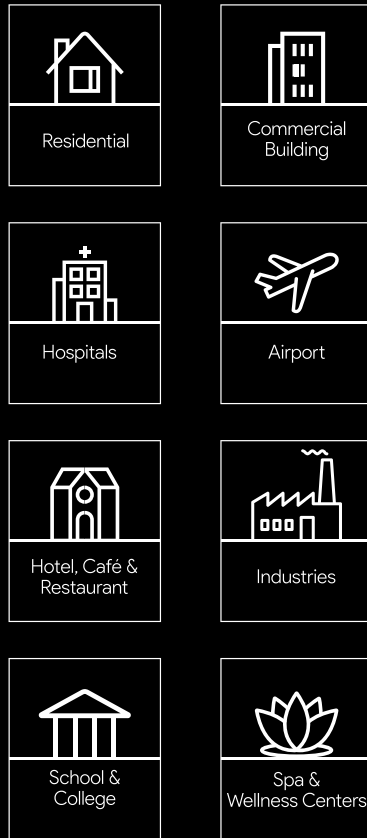 Residential
Commercial
Building
Hospitals
Airport
Hotel, Café &
Restaurant
Industries
School &
College
Spa &
Wellness Centers